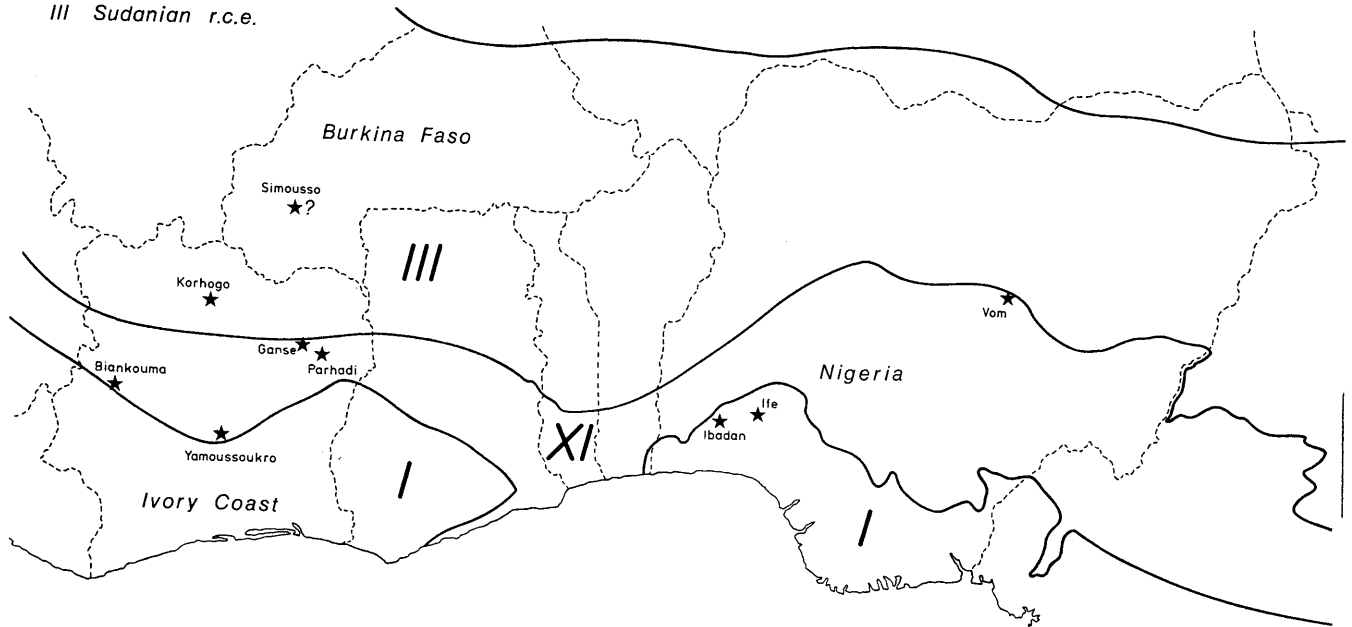 III Sudanian r.c.e.
Burkina Faso
Simousso
?
III
Korhogo
Vom
Ganse
Parhadi
Biankouma
Nigeria
Ife
Ibadan
XI
Yamoussoukro
I
Ivory Coast
I